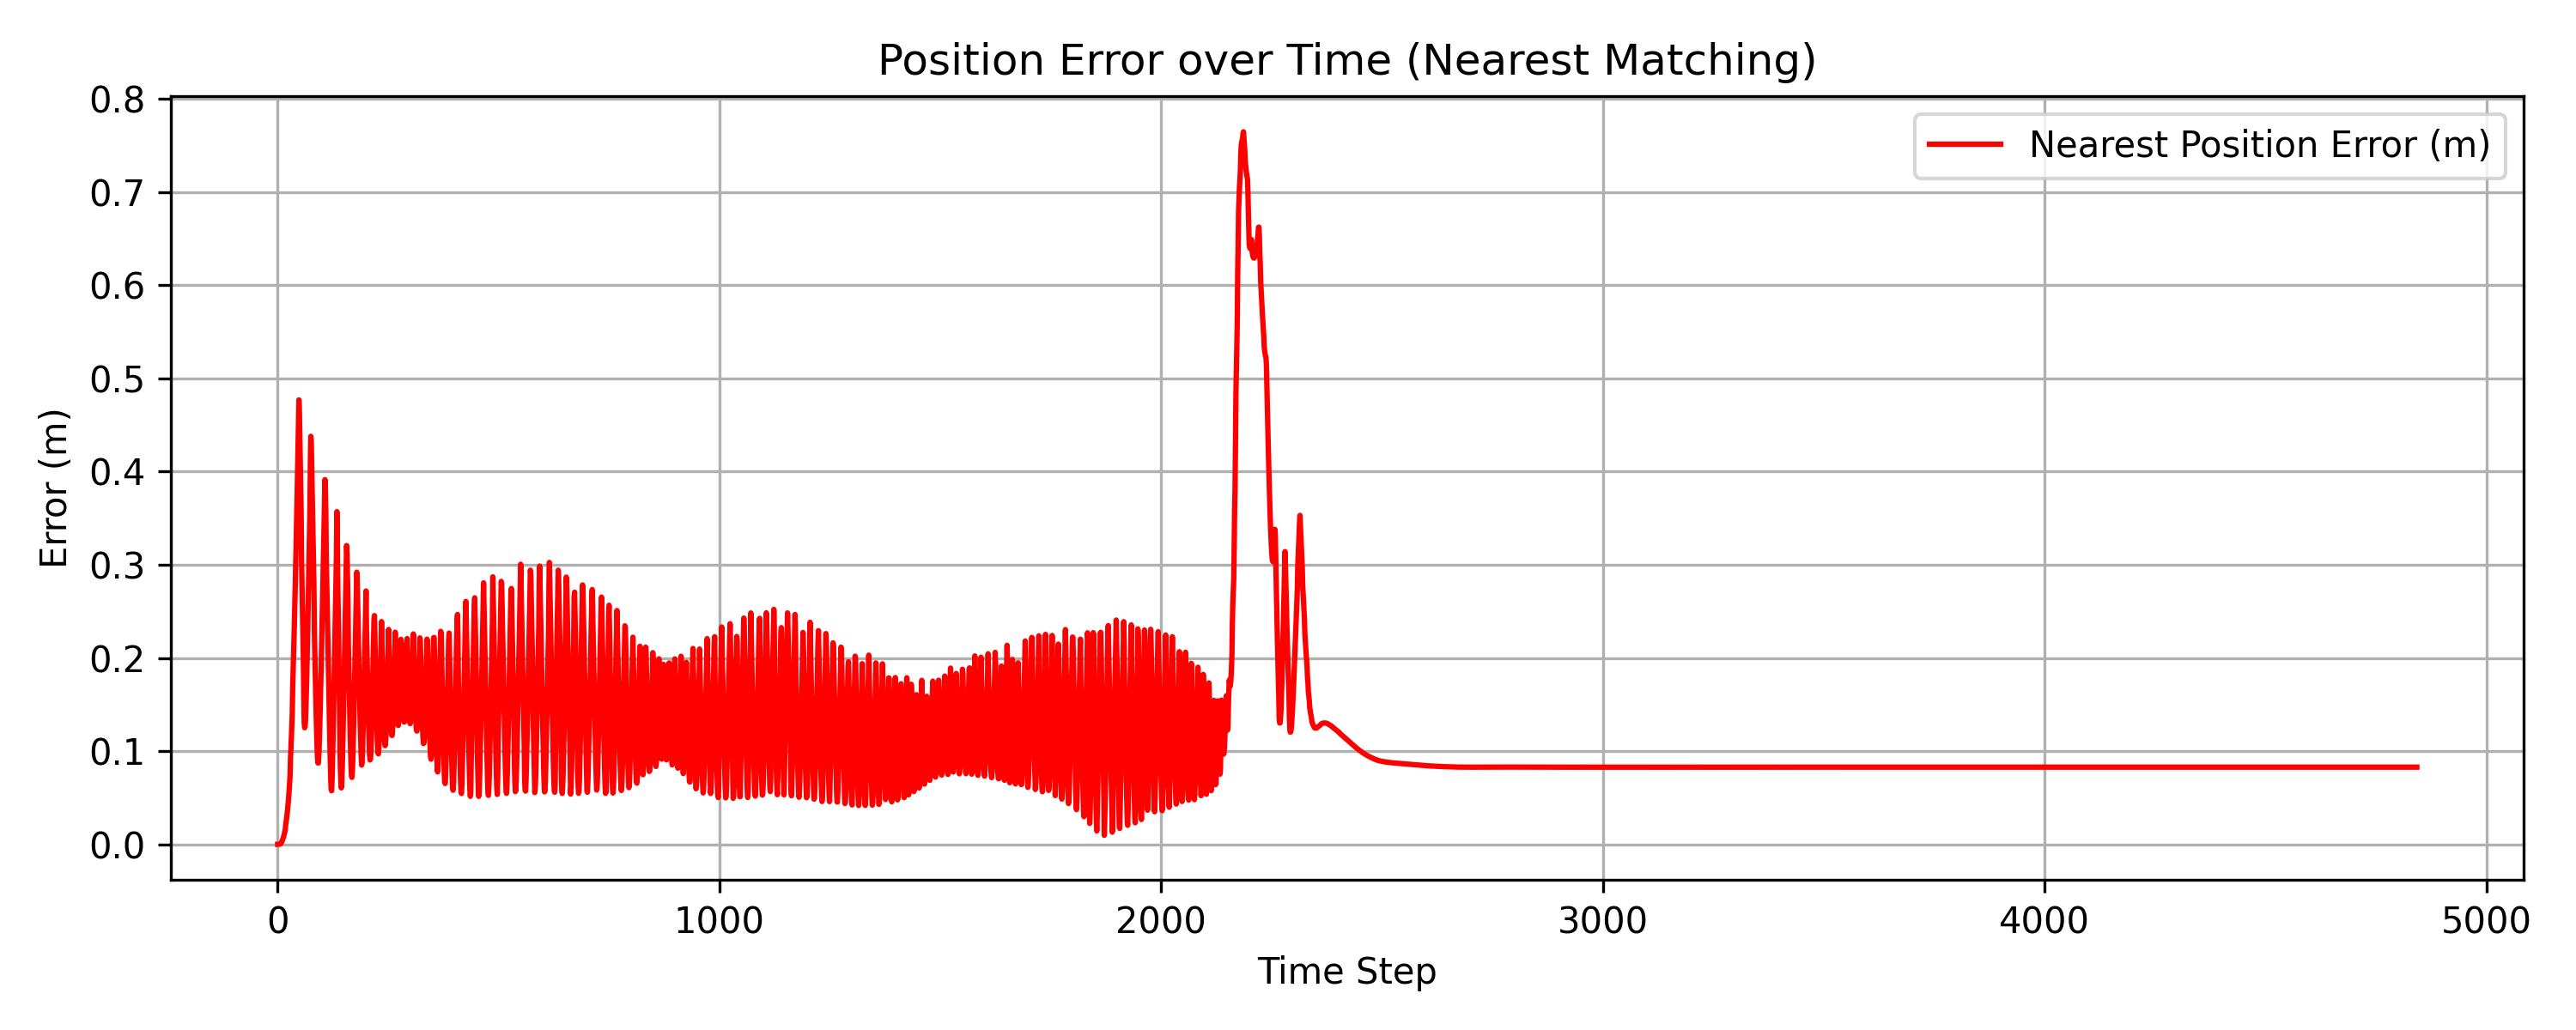 Position Error over Time (Nearest Matching)
Nearest Position Error (m)
Error (m)
0.8
0.7
0.6
0.5
0.4
0.3
0.2
0.1
0.0
0 1000 2000 3000 4000 5000
Time Step